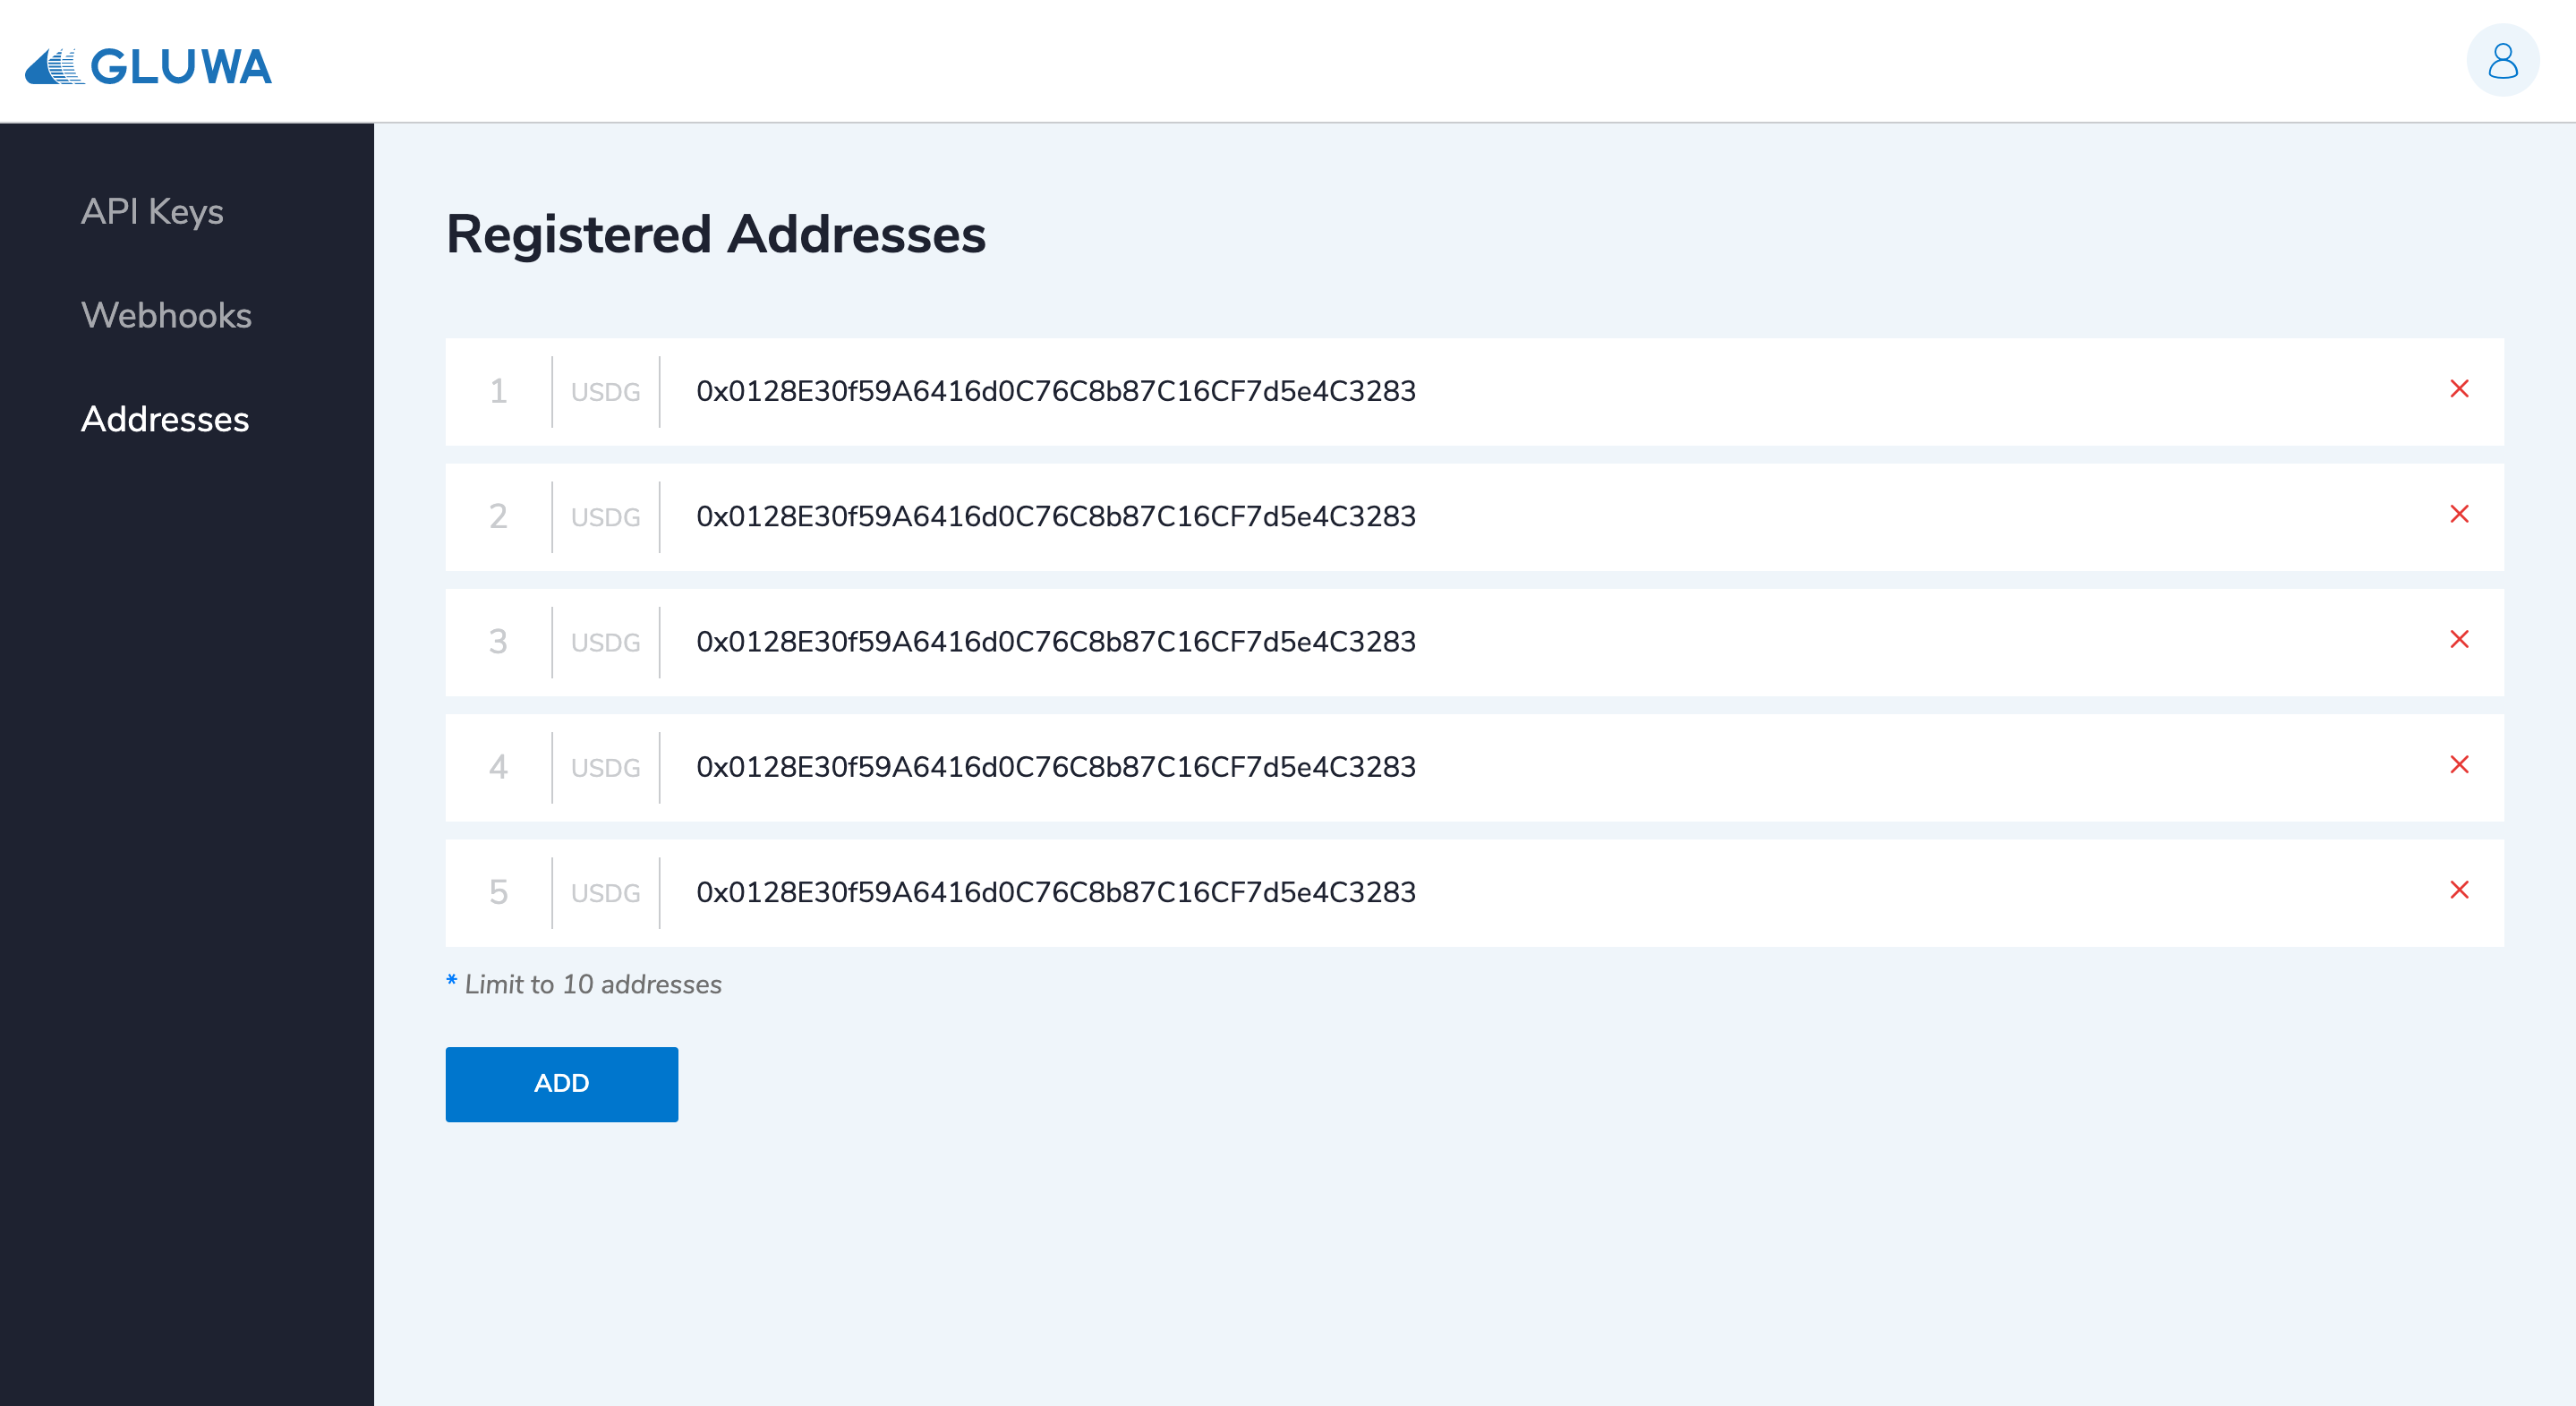 GLUWA
API Keys
Webhooks
Addresses
Registered Addresses
1 USDG 0x0128E30f59A6416d0C76C8b87C16CF7d5e4C3283
2 USDG 0x0128E30f59A6416d0C76C8b87C16CF7d5e4C3283
3 USDG 0x0128E30f59A6416d0C76C8b87C16CF7d5e4C3283
4 USDG 0x0128E30f59A6416d0C76C8b87C16CF7d5e4C3283
5 USDG 0x0128E30f59A6416d0C76C8b87C16CF7d5e4C3283
* Limit to 10 addresses
ADD